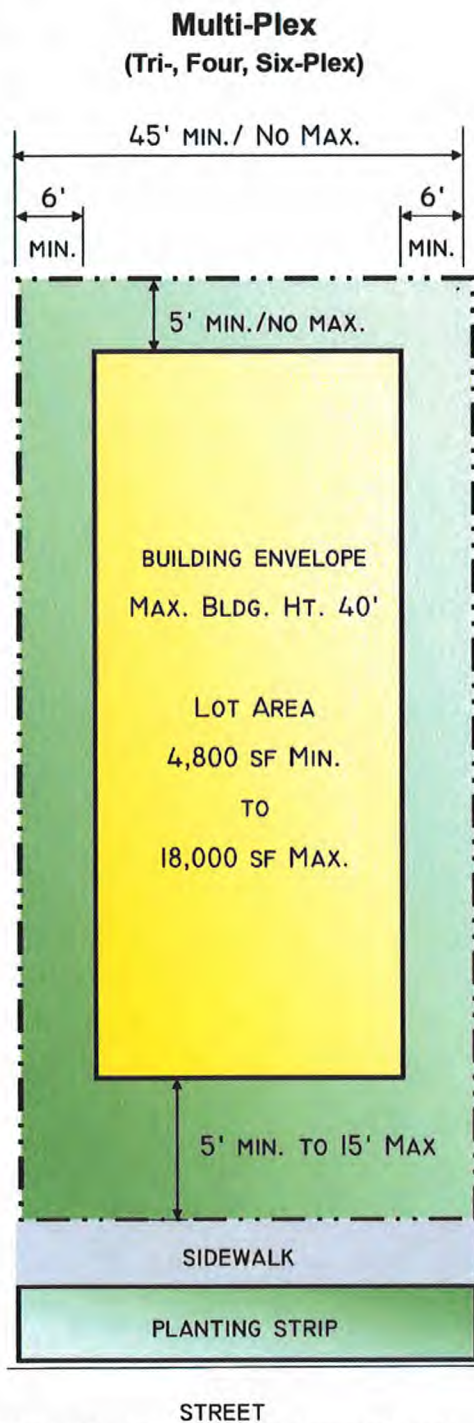 Multi-Plex
(Tri-, Four, Six-Plex)
45' MIN./ NO MAX.
6' 6'
MIN. MIN.
5' MIN./NO MAX.
BUILDING ENVELOPE
MAX. BLDG. HT. 40'
LOT AREA
4,800 SF MIN.
TO
18,000 SF MAX.
5' MIN. TO 15' MAX
SIDEWALK
PLANTING STRIP
STREET